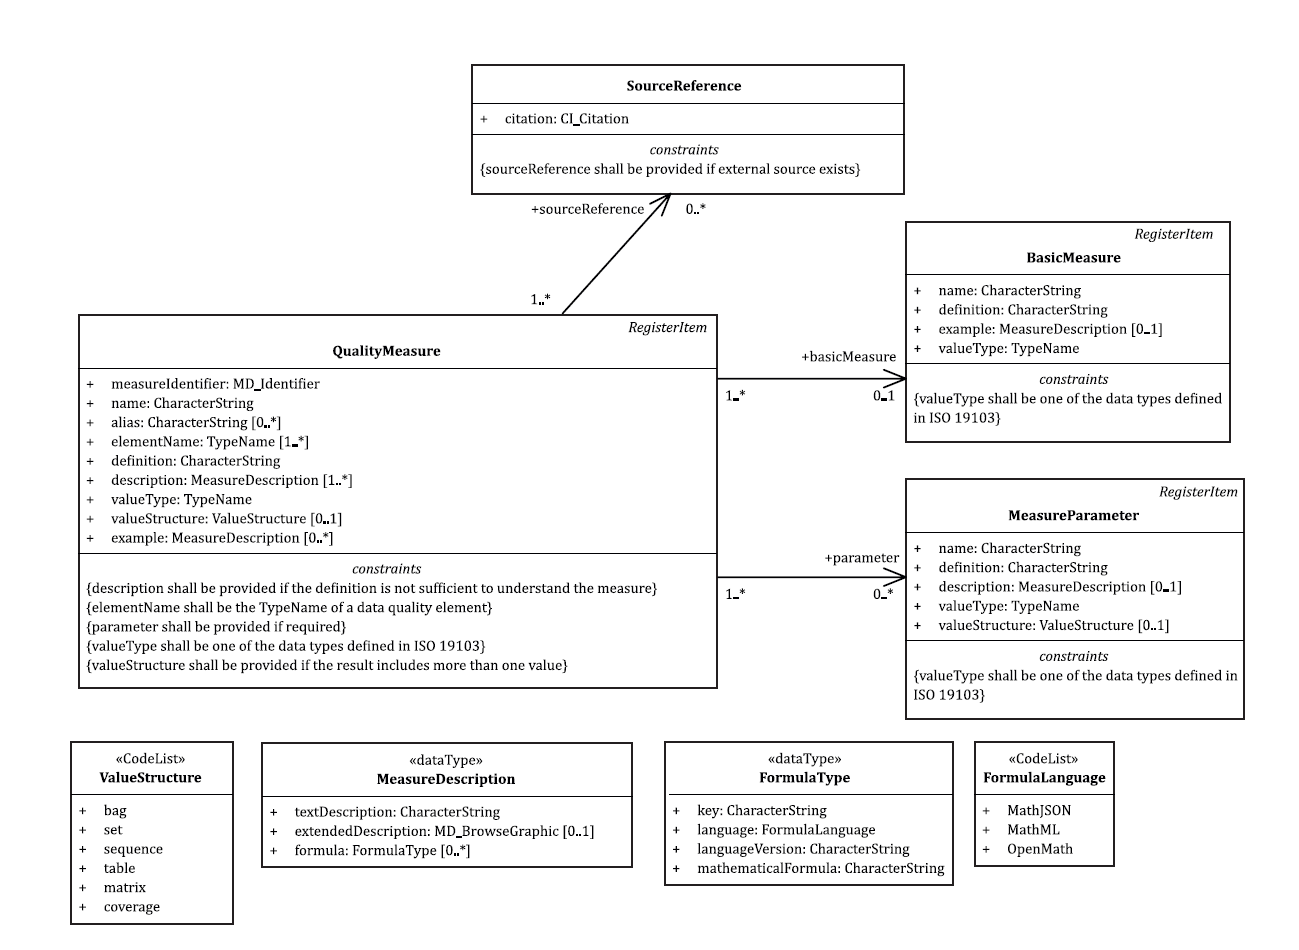 SourceReference
+ citation: CI_Citation
constraints
{sourceReference shall be provided if external source exists}
+sourceReference
0..*
1..*
RegisterItem
QualityMeasure
+ measureIdentifier: MD_Identifier
+ name: CharacterString
+ alias: CharacterString [0..*]
+ elementName: TypeName [1..*]
+ definition: CharacterString
+ description: MeasureDescription [1..*]
+ valueType: TypeName
+ valueStructure: ValueStructure [0..1]
+ example: MeasureDescription [0..*]
constraints
{description shall be provided if the definition is not sufficient to understand the measure}
{elementName shall be the TypeName of a data quality element}
{parameter shall be provided if required}
{valueType shall be one of the data types defined in ISO 19103}
{valueStructure shall be provided if the result includes more than one value}
+basicMeasure
1..*
0..1
RegisterItem
BasicMeasure
+ name: CharacterString
+ definition: CharacterString
+ example: MeasureDescription [0..1]
+ valueType: TypeName
constraints
{valueType shall be one of the data types defined
in ISO 19103}
+parameter
1..*
0..*
RegisterItem
MeasureParameter
+ name: CharacterString
+ definition: CharacterString
+ description: MeasureDescription [0..1]
+ valueType: TypeName
+ valueStructure: ValueStructure [0..1]
constraints
{valueType shall be one of the data types defined in
ISO 19103}
«CodeList»
ValueStructure
+ bag
+ set
+ sequence
+ table
+ matrix
+ coverage
«dataType»
MeasureDescription
+ textDescription: CharacterString
+ extendedDescription: MD_BrowseGraphic [0..1]
+ formula: FormulaType [0..*]
«dataType»
FormulaType
+ key: CharacterString
+ language: FormulaLanguage
+ languageVersion: CharacterString
+ mathematicalFormula: CharacterString
«CodeList»
FormulaLanguage
+ MathJSON
+ MathML
+ OpenMath